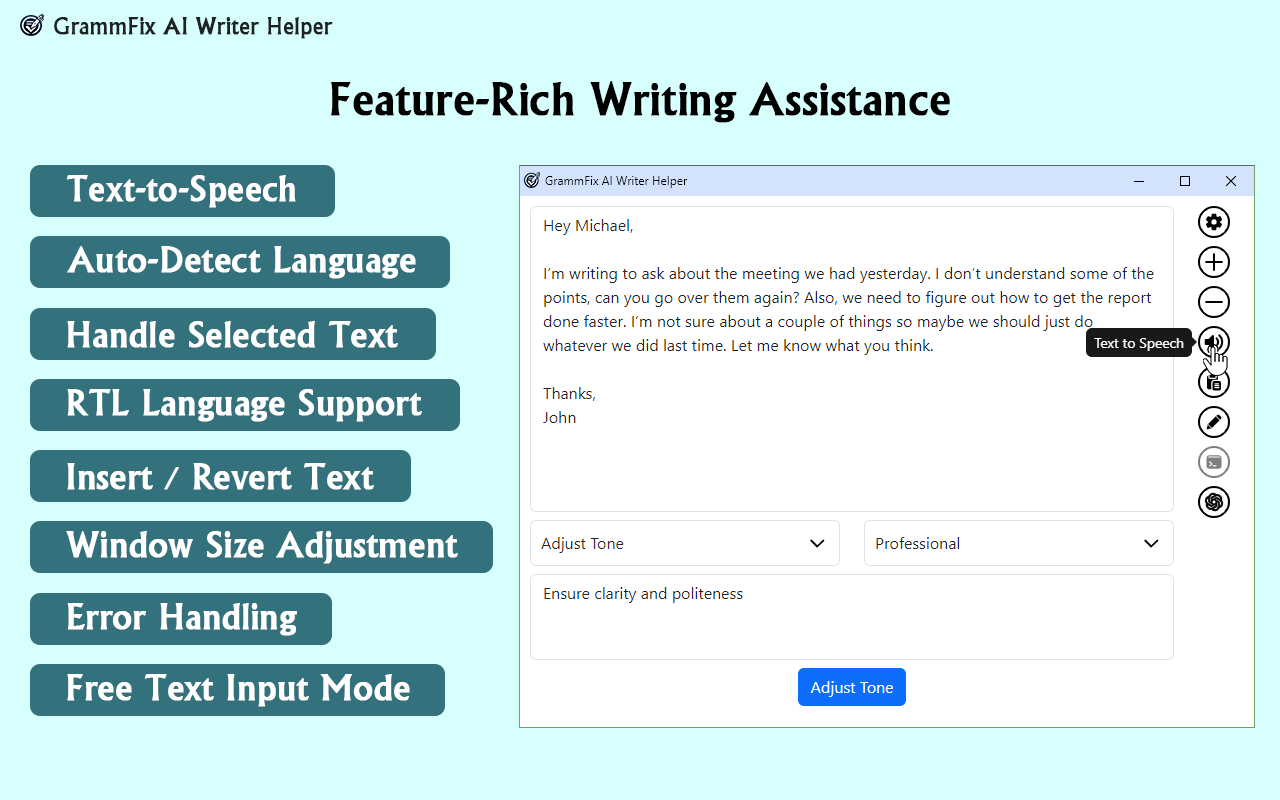 GrammFix AI Writer Helper
Feature-Rich Writing Assistance
Text-to-Speech
Auto-Detect Language
Handle Selected Text
RTL Language Support
Insert / Revert Text
Window Size Adjustment
Error Handling
Free Text Input Mode
GrammFix AI Writer Helper
Hey Michael,
I'm writing to ask about the meeting we had yesterday. I don't understand some of the
points, can you go over them again? Also, we need to figure out how to get the report
done faster. I'm not sure about a couple of things so maybe we should just do
whatever we did last time. Let me know what you think.
Thanks,
John
Text to Speech
Adjust Tone
Professional
Ensure clarity and politeness
Adjust Tone